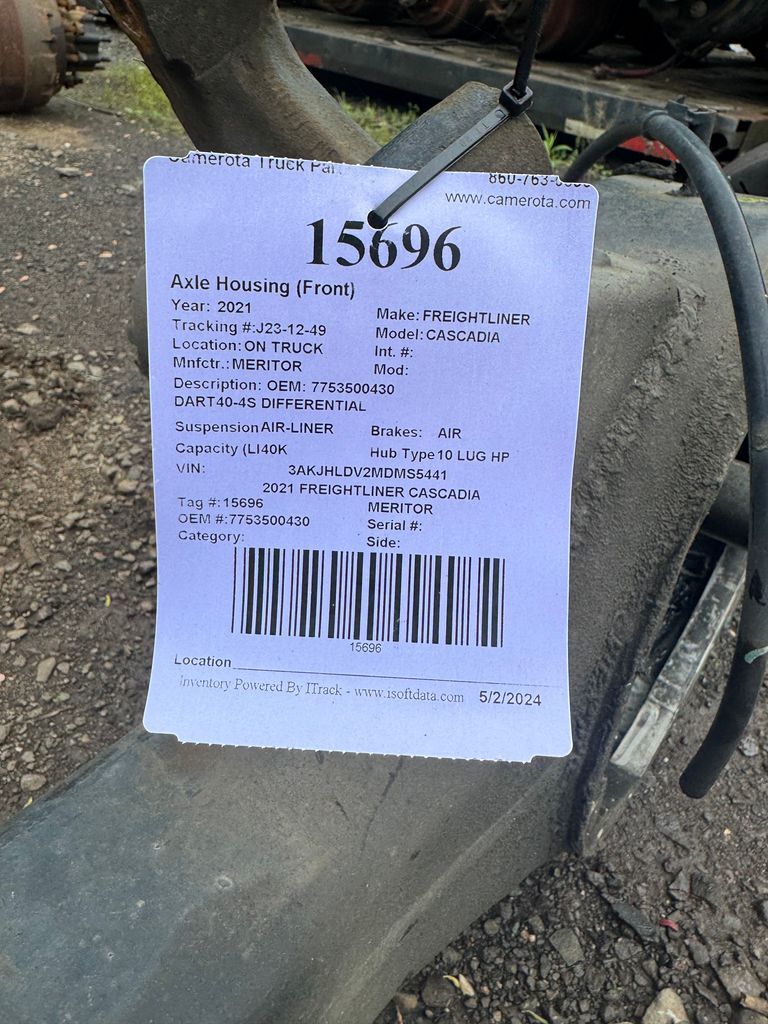 Camerota Truck Par
860-763-
www.camerota.com
15696
Axle Housing (Front)
Year: 2021
Make: FREIGHTLINER
Tracking #:J23-12-49
Model: CASCADIA
Location: ON TRUCK
Int. #:
Mnfctr.: MERITOR
Mod:
Description: OEM: 7753500430
DART40-4S DIFFERENTIAL
Suspension AIR-LINER
Brakes: AIR
Capacity (LI40K
Hub Type 10 LUG HP
VIN: 3AKJHLDV2MDMS5441
2021 FREIGHTLINER CASCADIA
Tag #: 15696
MERITOR
OEM #:7753500430
Serial #:
Category:
Side:
15696
Location
Inventory Powered By ITrack - www.isoftdata.com 5/2/2024